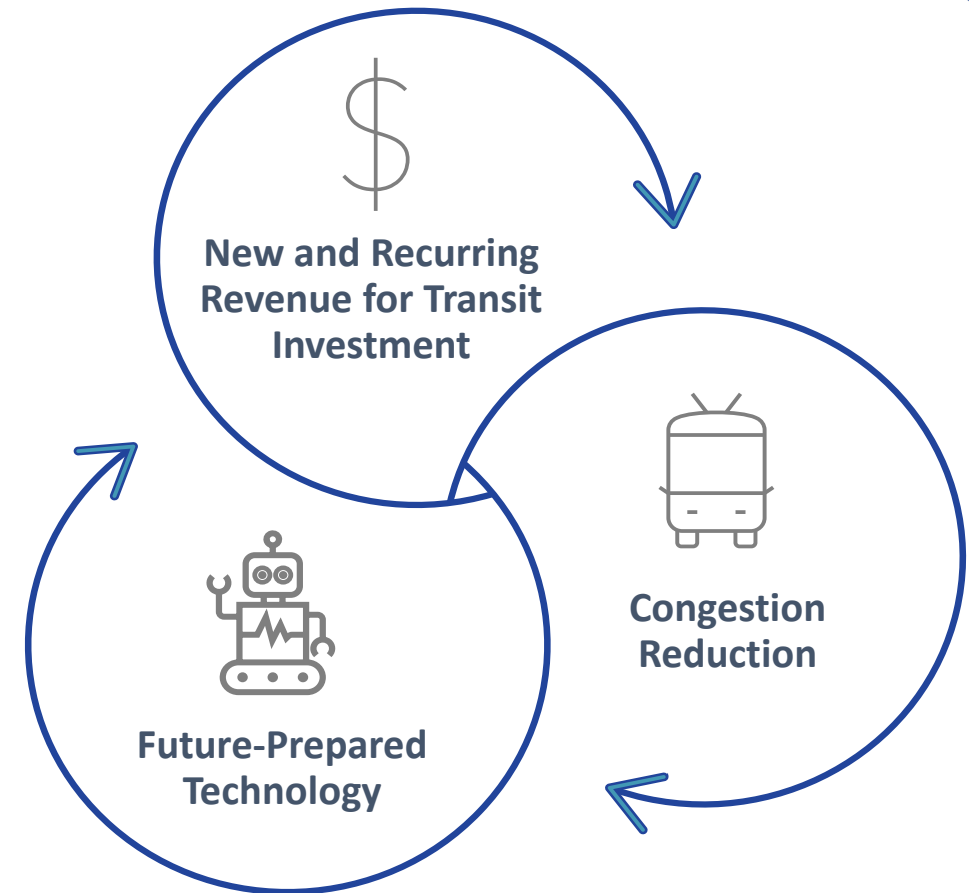 New and Recurring
Revenue for Transit
Investment
Congestion
Reduction
Future-Prepared
Technology